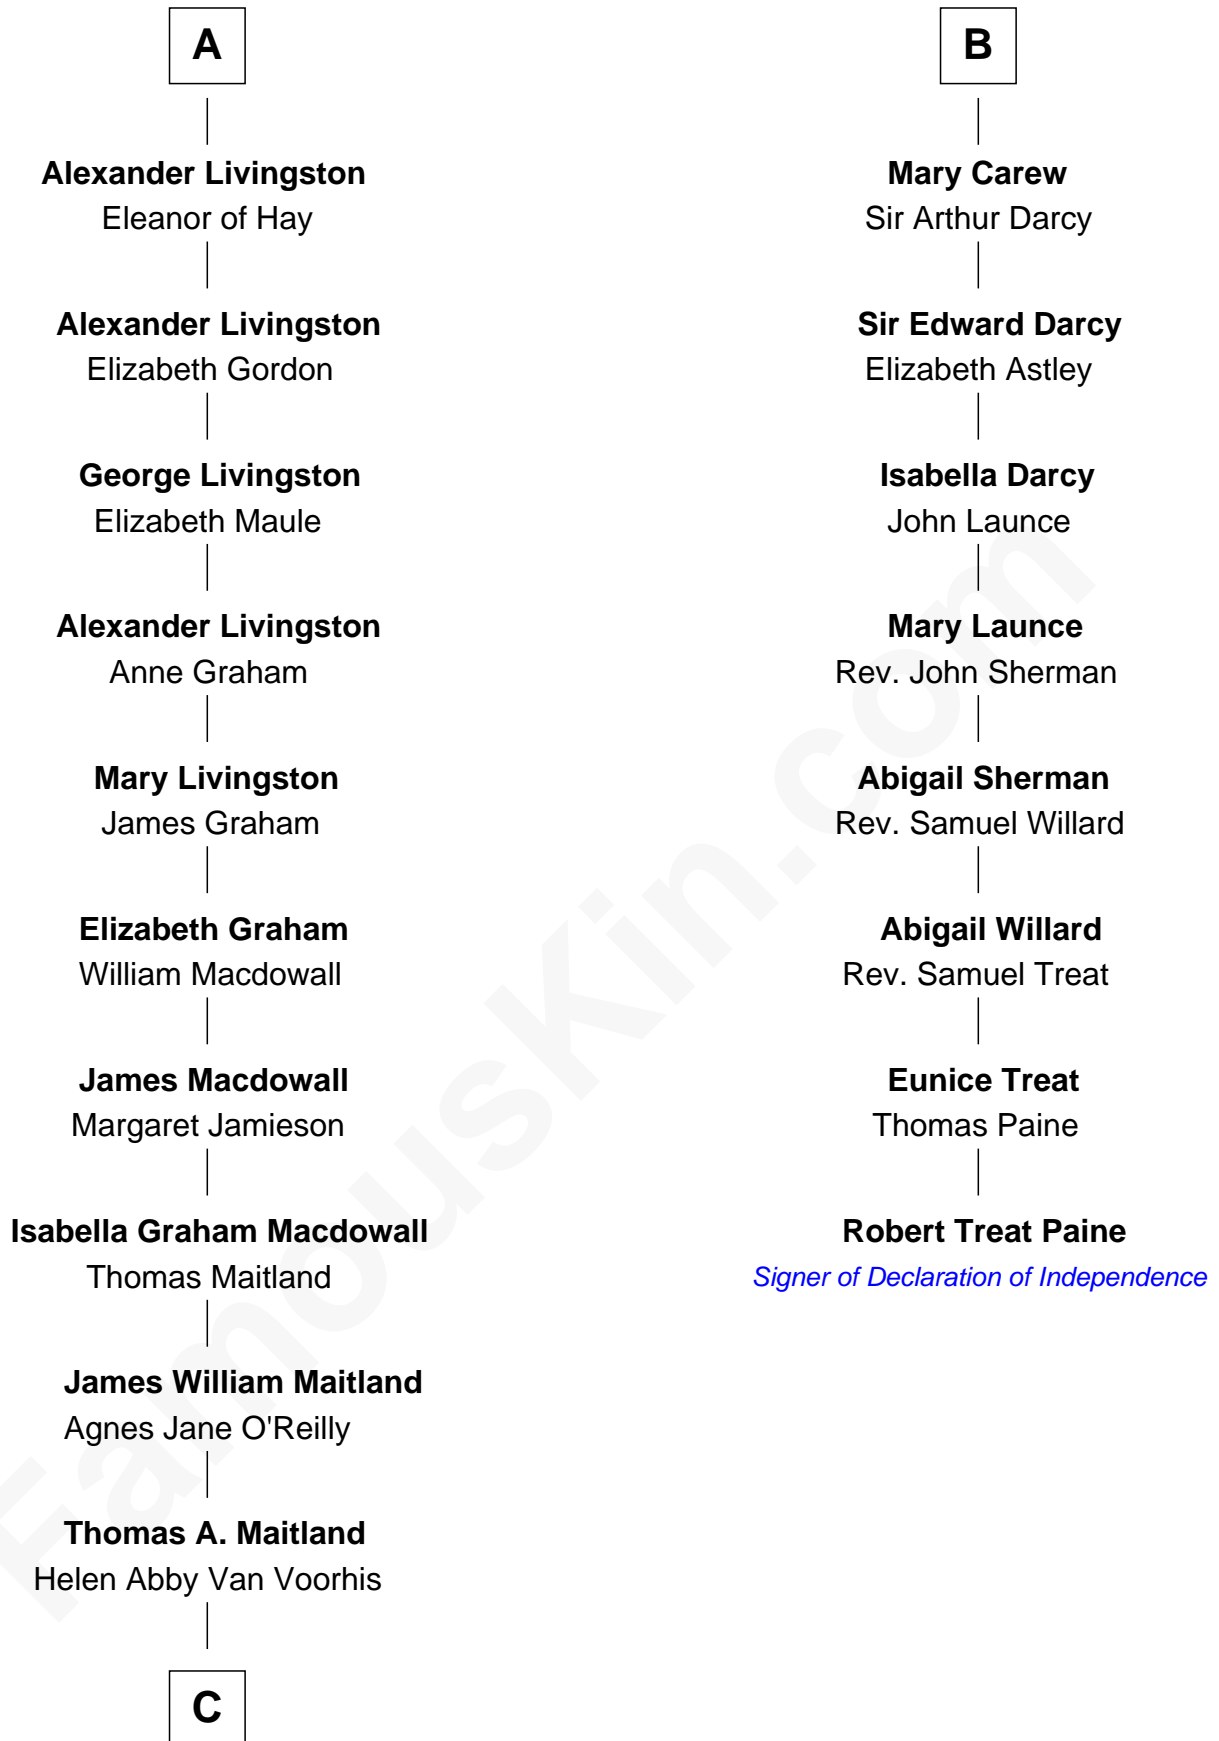 A
Alexander Livingston
Eleanor of Hay
Alexander Livingston
Elizabeth Gordon
George Livingston
Elizabeth Maule
Alexander Livingston
Anne Graham
Mary Livingston
James Graham
Elizabeth Graham
William Macdowall
James Macdowall
Margaret Jamieson
Isabella Graham Macdowall
Thomas Maitland
James William Maitland
Agnes Jane O'Reilly
Thomas A. Maitland
Helen Abby Van Voorhis
C
B
Mary Carew
Sir Arthur Darcy
Sir Edward Darcy
Elizabeth Astley
Isabella Darcy
John Launce
Mary Launce
Rev. John Sherman
Abigail Sherman
Rev. Samuel Willard
Abigail Willard
Rev. Samuel Treat
Eunice Treat
Thomas Paine
Robert Treat Paine
Signer of Declaration of Independence
FamousKin.com